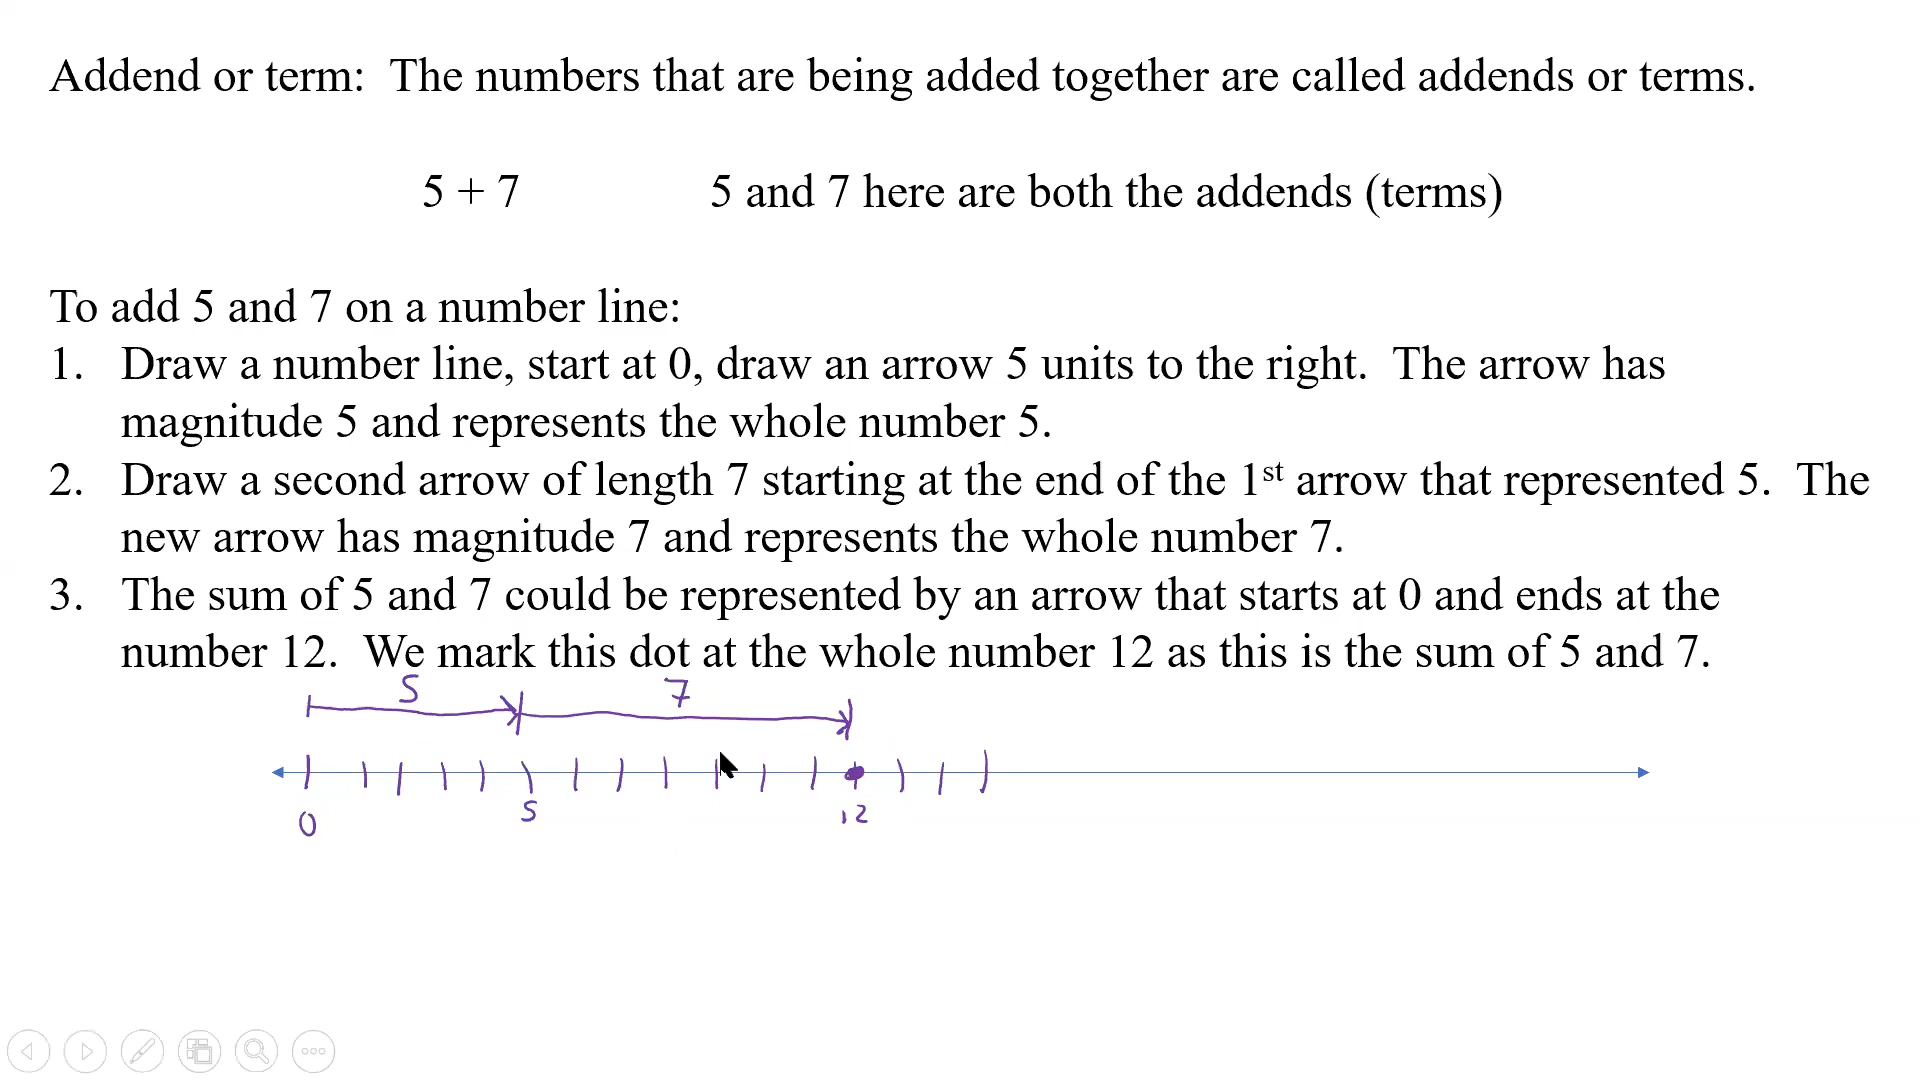 Addend or term: The numbers that are being added together are called addends or terms.
5 + 7 5 and 7 here are both the addends (terms)
To add 5 and 7 on a number line:
1. Draw a number line, start at 0, draw an arrow 5 units to the right. The arrow has
magnitude 5 and represents the whole number 5.
2. Draw a second arrow of length 7 starting at the end of the 1st arrow that represented 5. The
new arrow has magnitude 7 and represents the whole number 7.
3. The sum of 5 and 7 could be represented by an arrow that starts at 0 and ends at the
number 12. We mark this dot at the whole number 12 as this is the sum of 5 and 7.
5 7
0 5 12